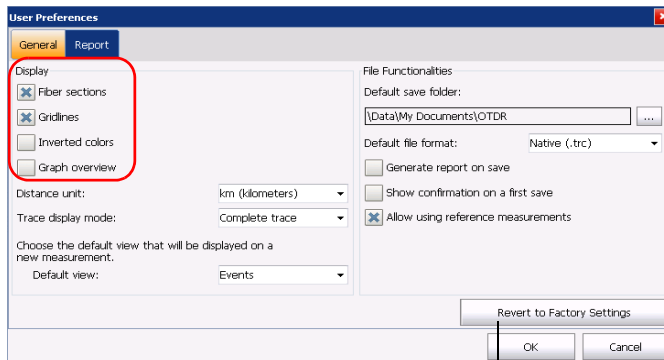 User Preferences
General Report
Display
Fiber sections
Gridlines
Inverted colors
Graph overview
Distance unit: km (kilometers)
Trace display mode: Complete trace
Choose the default view that will be displayed on a
new measurement.
Default view: Events
File Functionalities
Default save folder:
\Data\My Documents\OTDR ...
Default file format: Native (.trc)
Generate report on save
Show confirmation on a first save
Allow using reference measurements
Revert to Factory Settings
OK Cancel